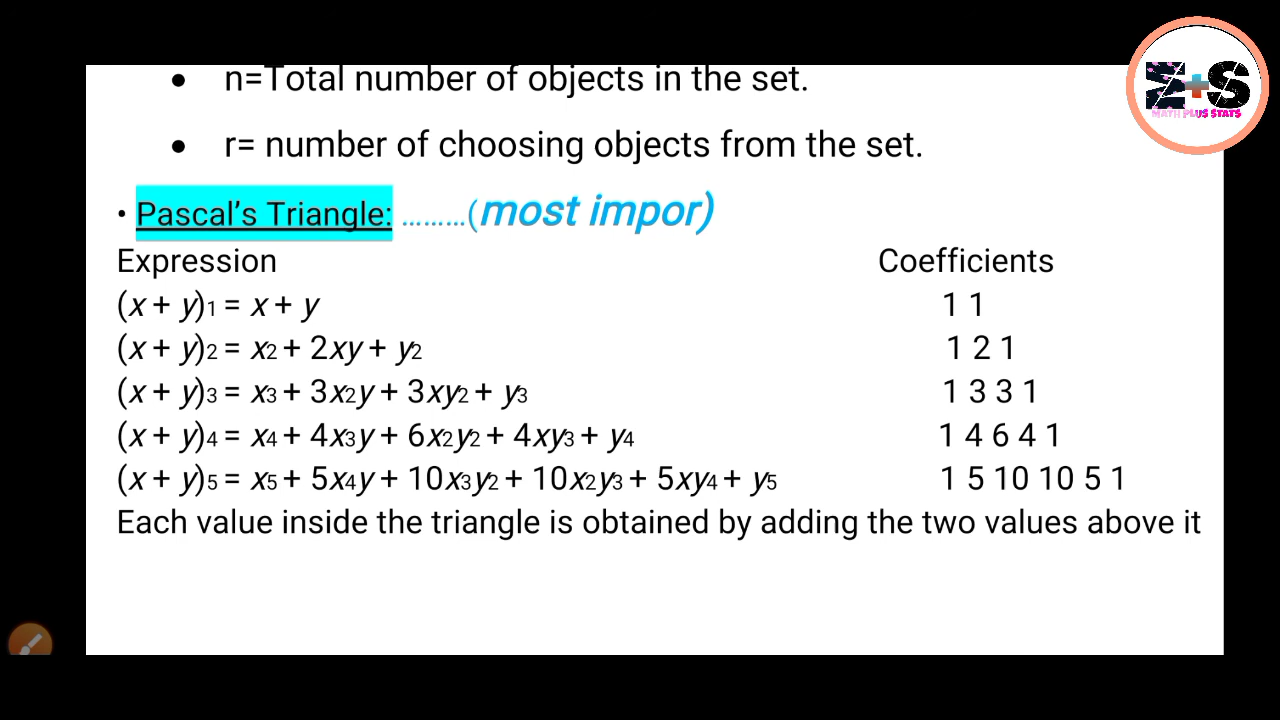 • n=Total number of objects in the set.
• r= number of choosing objects from the set.
• Pascal’s Triangle: ………(most impor)
Expression Coefficients
(x + y)1 = x + y 1 1
(x + y)2 = x2 + 2xy + y2 1 2 1
(x + y)3 = x3 + 3x2y + 3xy2 + y3 1 3 3 1
(x + y)4 = x4 + 4x3y + 6x2y2 + 4xy3 + y4 1 4 6 4 1
(x + y)5 = x5 + 5x4y + 10x3y2 + 10x2y3 + 5xy4 + y5 1 5 10 10 5 1
Each value inside the triangle is obtained by adding the two values above it
Σ+S
MATH PLUS STATS